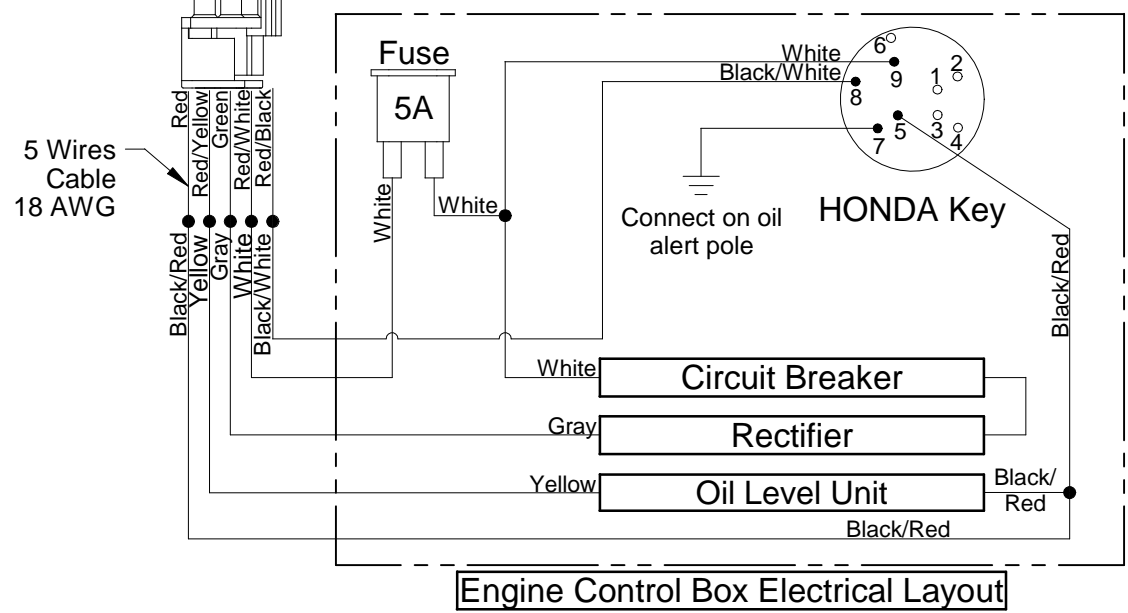 Fuse
5A
White
Black/White
6
9
1
2
8
5
3
4
7
HONDA Key
Red
Red/Yellow
Green
Red/White
Red/Black
5 Wires
Cable
18 AWG
White
White
Connect on oil
alert pole
Black/Red
Yellow
Gray
White
Black/White
Black/Red
White
Circuit Breaker
Gray
Rectifier
Yellow
Oil Level Unit
Black/
Red
Black/Red
Engine Control Box Electrical Layout